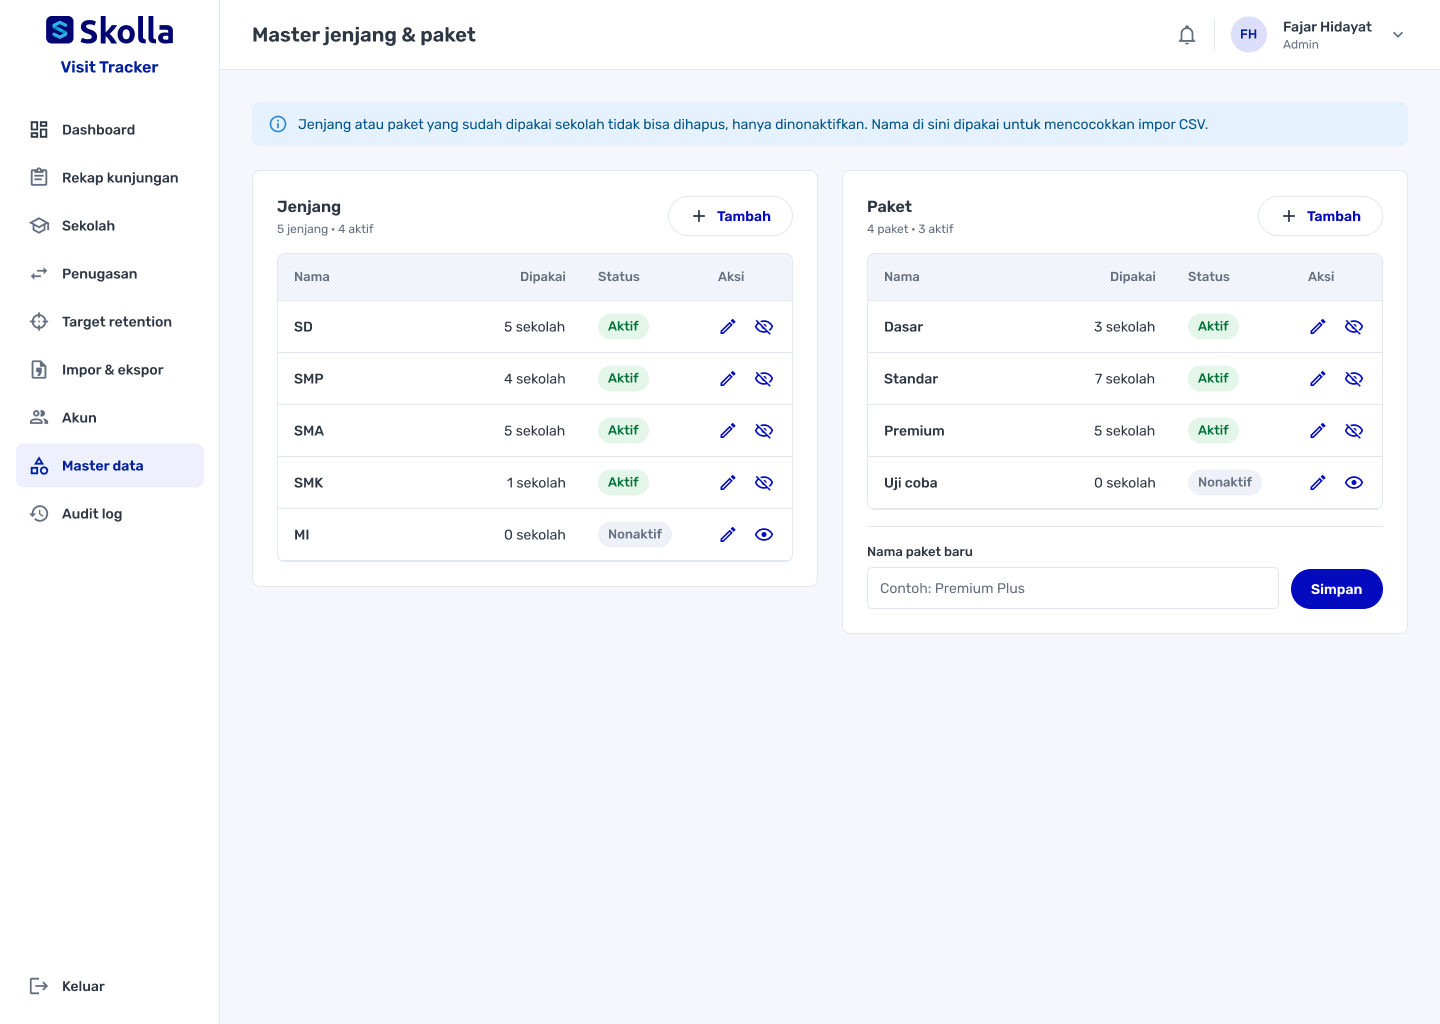 Skolla
Visit Tracker
Dashboard
Rekap kunjungan
Sekolah
Penugasan
Target retention
Impor & ekspor
Akun
Master data
Audit log
Keluar
Master jenjang & paket
FH
Fajar Hidayat
Admin
Jenjang atau paket yang sudah dipakai sekolah tidak bisa dihapus, hanya dinonaktifkan. Nama di sini dipakai untuk mencocokkan impor CSV.
Jenjang
5 jenjang • 4 aktif
Tambah
Nama Dipakai Status Aksi
SD 5 sekolah Aktif
SMP 4 sekolah Aktif
SMA 5 sekolah Aktif
SMK 1 sekolah Aktif
MI 0 sekolah Nonaktif
Paket
4 paket • 3 aktif
Tambah
Nama Dipakai Status Aksi
Dasar 3 sekolah Aktif
Standar 7 sekolah Aktif
Premium 5 sekolah Aktif
Uji coba 0 sekolah Nonaktif
Nama paket baru
Contoh: Premium Plus
Simpan